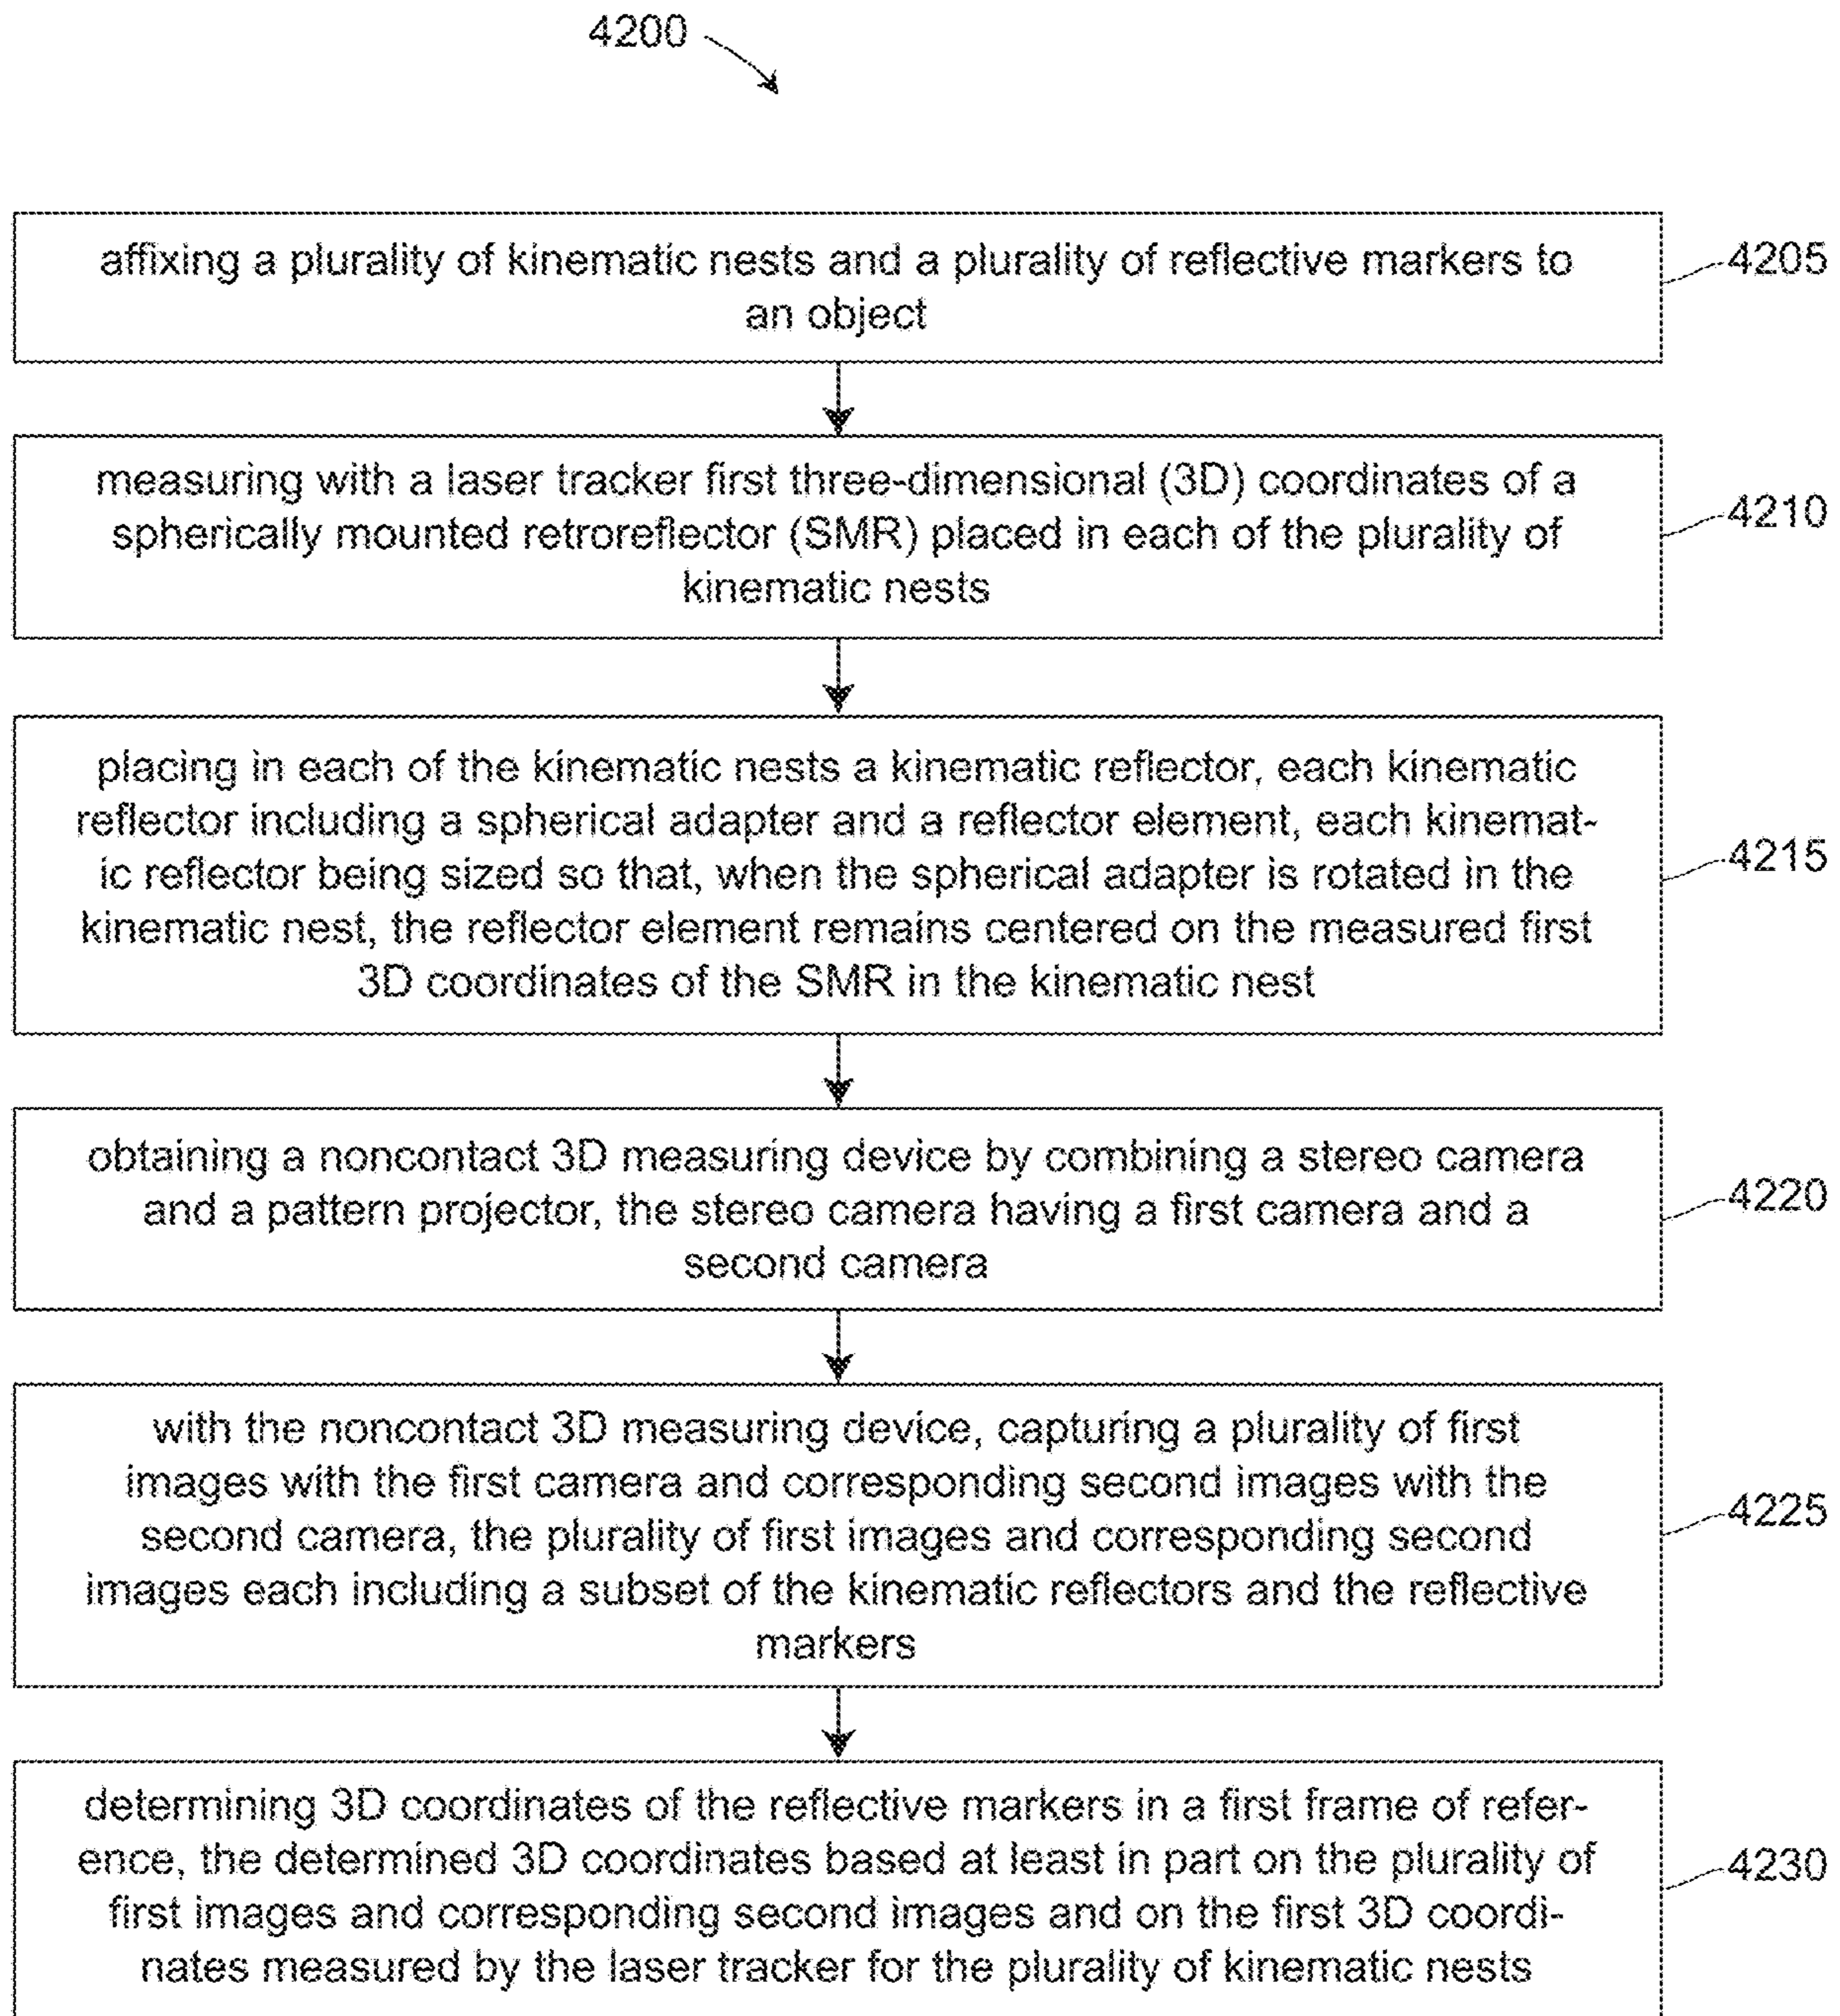 4200
affixing a plurality of kinematic nests and a plurality of reflective markers to
an object
4205
measuring with a laser tracker first three-dimensional (3D) coordinates of a
spherically mounted retroreflector (SMR) placed in each of the plurality of
kinematic nests
4210
placing in each of the kinematic nests a kinematic reflector, each kinematic
reflector including a spherical adapter and a reflector element, each kinemat-
ic reflector being sized so that, when the spherical adapter is rotated in the
kinematic nest, the reflector element remains centered on the measured first
3D coordinates of the SMR in the kinematic nest
4215
obtaining a noncontact 3D measuring device by combining a stereo camera
and a pattern projector, the stereo camera having a first camera and a
second camera
4220
with the noncontact 3D measuring device, capturing a plurality of first
images with the first camera and corresponding second images with the
second camera, the plurality of first images and corresponding second
images each including a subset of the kinematic reflectors and the reflective
markers
4225
determining 3D coordinates of the reflective markers in a first frame of refer-
ence, the determined 3D coordinates based at least in part on the plurality of
first images and corresponding second images and on the first 3D coordi-
nates measured by the laser tracker for the plurality of kinematic nests
4230